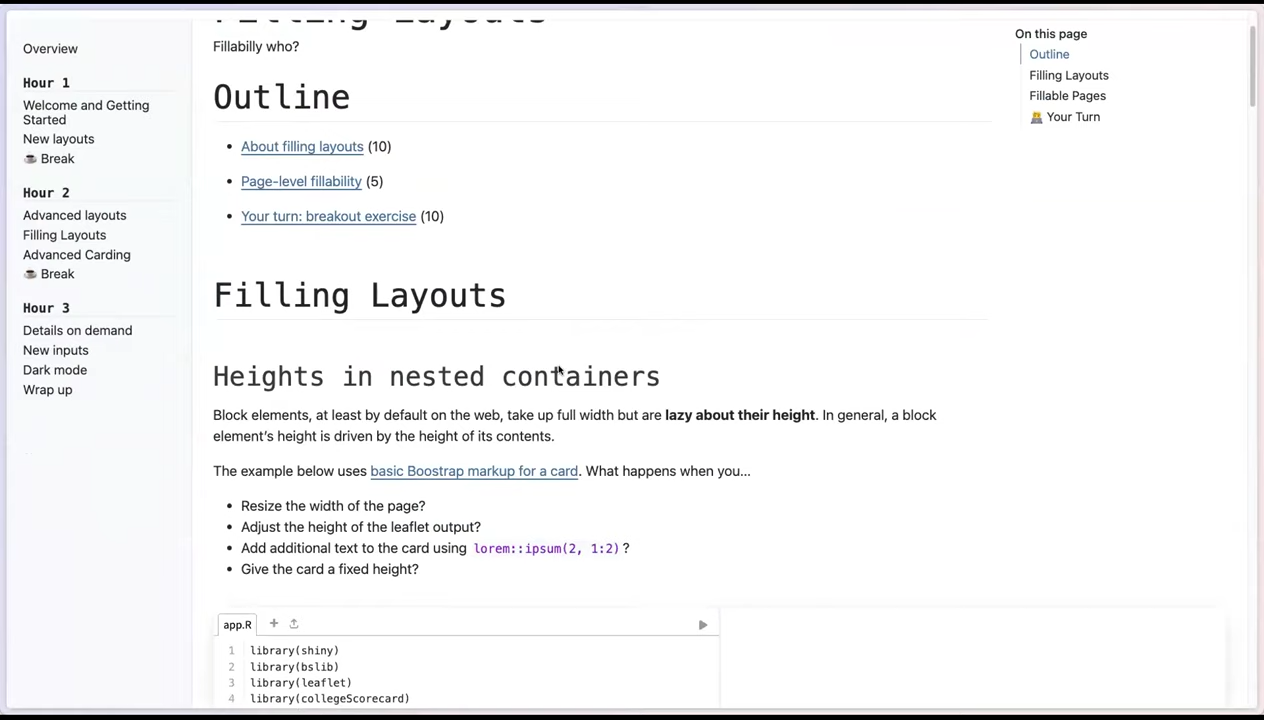 Filling Layouts
Fillabilly who?
Outline
About filling layouts (10)
Page-level fillability (5)
Your turn: breakout exercise (10)
Filling Layouts
Heights in nested containers
Block elements, at least by default on the web, take up full width but are lazy about their height. In general, a block
element's height is driven by the height of its contents.
The example below uses basic Boostrap markup for a card. What happens when you...
Resize the width of the page?
Adjust the height of the leaflet output?
Add additional text to the card using lorem::ipsum(2, 1:2)?
Give the card a fixed height?
app.R
1 library(shiny)
2 library(bslib)
3 library(leaflet)
4 library(collegeScorecard)
Overview
Hour 1
Welcome and Getting
Started
New layouts
☕ Break
Hour 2
Advanced layouts
Filling Layouts
Advanced Carding
☕ Break
Hour 3
Details on demand
New inputs
Dark mode
Wrap up
On this page
Outline
Filling Layouts
Fillable Pages
🧑‍💻 Your Turn